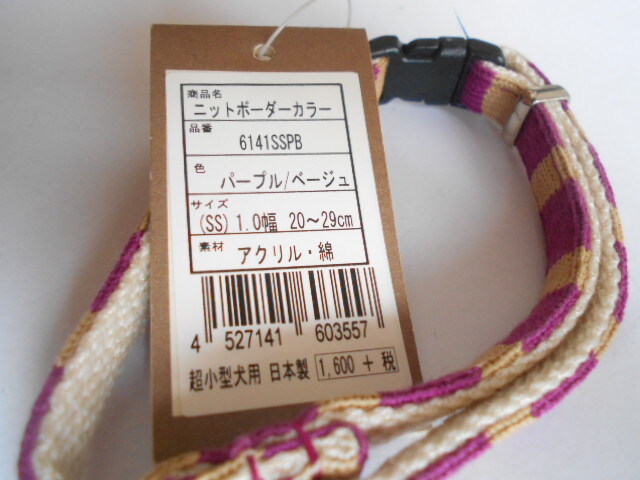 商品名
ニットボーダーカラー
品番
6141SSPB
色
パープル/ベージュ
サイズ
(SS) 1.0幅 20～29cm
素材
アクリル・綿
4 527141 603557
超小型犬用 日本製 1,600 + 税